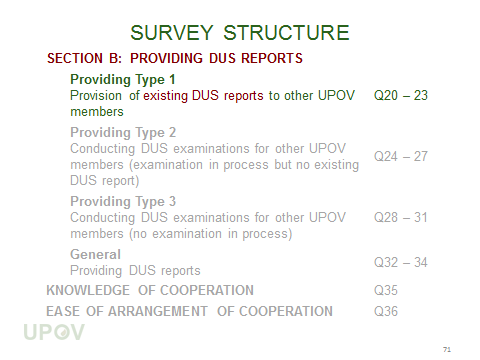 SURVEY STRUCTURE
SECTION B: PROVIDING DUS REPORTS
Providing Type 1
Provision of existing DUS reports to other UPOV Q20 – 23
members
Providing Type 2
Conducting DUS examinations for other UPOV
members (examination in process but no existing Q24 – 27
DUS report)
Providing Type 3
Conducting DUS examinations for other UPOV Q28 – 31
members (no examination in process)
General
Providing DUS reports Q32 – 34
KNOWLEDGE OF COOPERATION Q35
EASE OF ARRANGEMENT OF COOPERATION Q36
UPOV
71